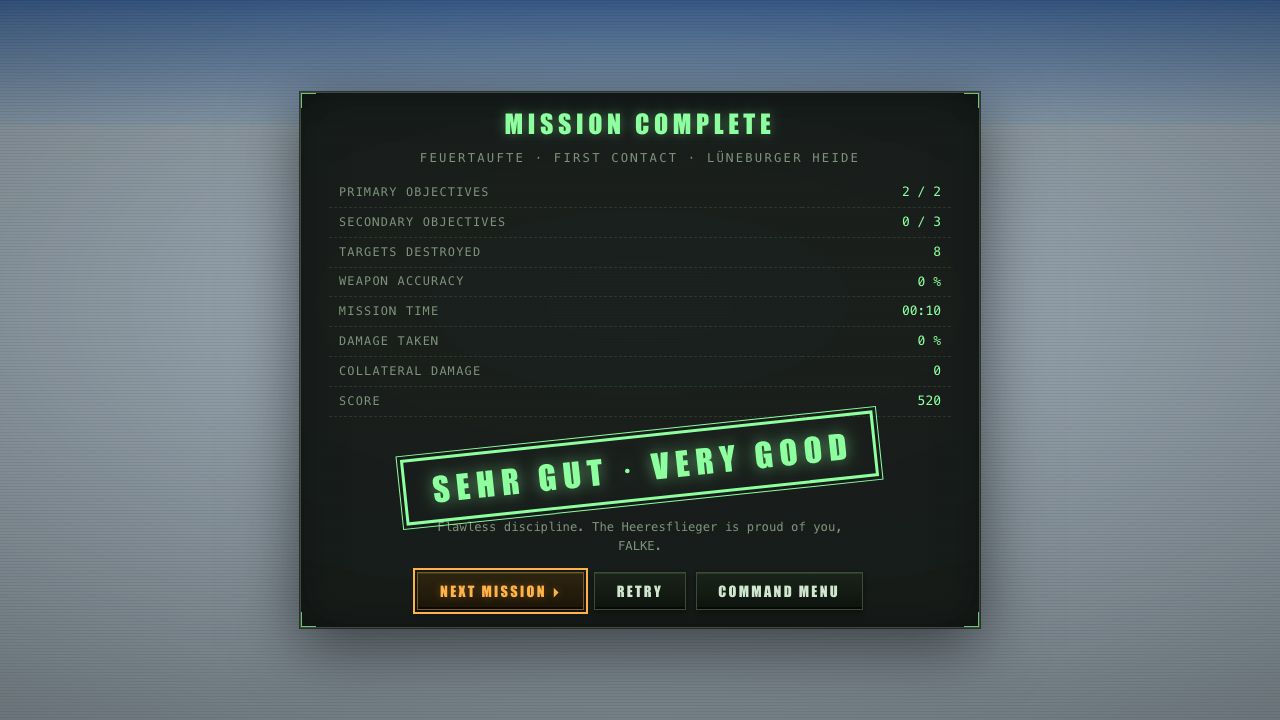 MISSION COMPLETE
FEUERTAUFTE · FIRST CONTACT · LÜNEBURGER HEIDE
PRIMARY OBJECTIVES 2 / 2
SECONDARY OBJECTIVES 0 / 3
TARGETS DESTROYED 8
WEAPON ACCURACY 0 %
MISSION TIME 00:10
DAMAGE TAKEN 0 %
COLLATERAL DAMAGE 0
SCORE 520
SEHR GUT · VERY GOOD
Flawless discipline. The Heeresflieger is proud of you,
FALKE.
NEXT MISSION RETRY COMMAND MENU